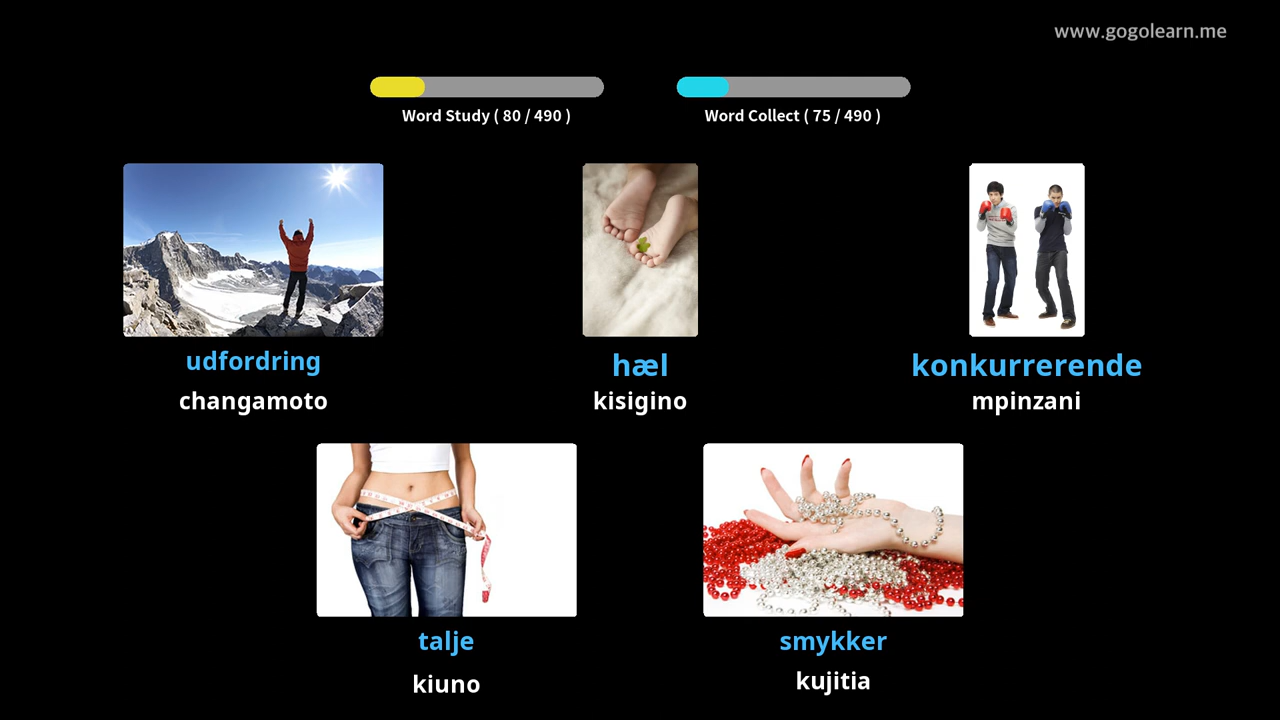 www.gogolearn.me
Word Study ( 80 / 490 )
Word Collect ( 75 / 490 )
udfordring
changamoto
hæl
kisigino
konkurrerende
mpinzani
talje
kiuno
smykker
kujitia